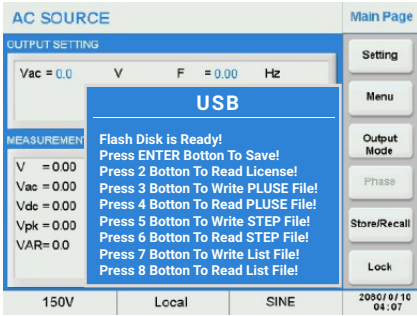 AC SOURCE
Main Page
OUTPUT SETTING
Vac = 0.0 V F = 0.00 Hz
Setting
Menu
Output
Mode
Phase
Store/Recall
Lock
USB
Flash Disk is Ready!
Press ENTER Botton To Save!
Press 2 Botton To Read License!
Press 3 Botton To Write PLUSE File!
Press 4 Botton To Read PLUSE File!
Press 5 Botton To Write STEP File!
Press 6 Botton To Read STEP File!
Press 7 Botton To Write List File!
Press 8 Botton To Read List File!
MEASUREMEN
V = 0.00
Vac = 0.00
Vdc = 0.00
Vpk = 0.00
VAR= 0.0
150V
Local
SINE
2080/0/10
04:07